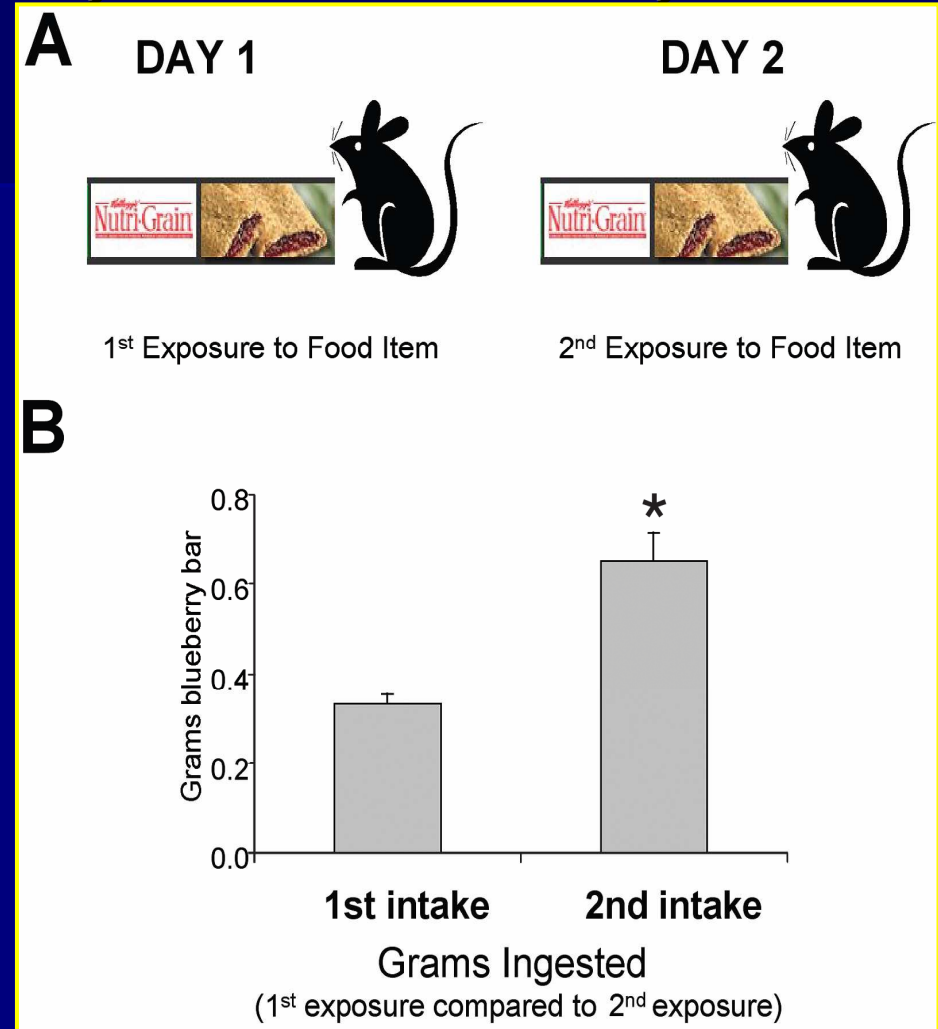 A
DAY 1
DAY 2
Kellogg's
Nutri·Grain
Kellogg's
Nutri·Grain
1st Exposure to Food Item
2nd Exposure to Food Item
B
Grams blueberry bar
0.8
0.6
0.4
0.2
0.0
*
1st intake
2nd intake
Grams Ingested
(1st exposure compared to 2nd exposure)